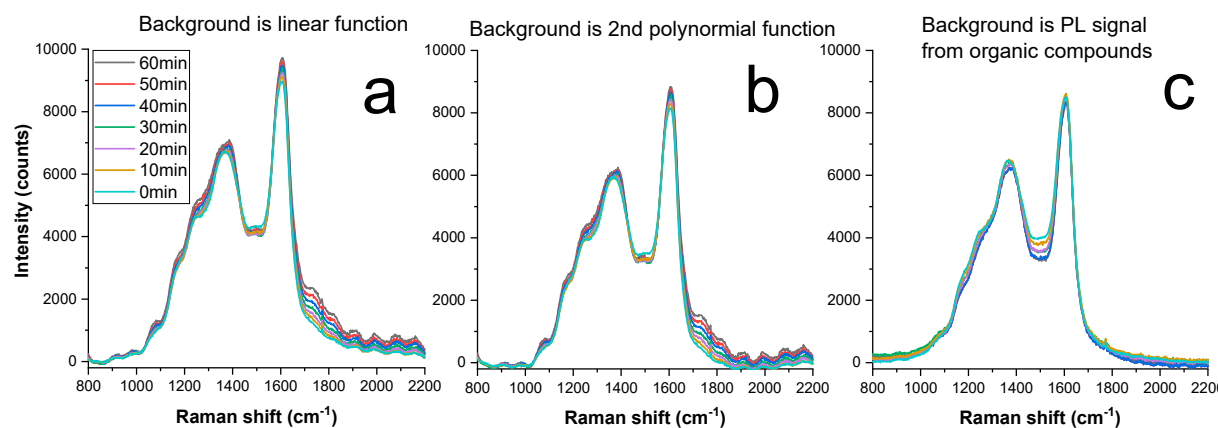 Background is linear function
Background is 2nd polynormial function
Background is PL signal
from organic compounds
a
b
c
60min
50min
40min
30min
20min
10min
0min
Intensity (counts)
10000
8000
6000
4000
2000
0
800 1000 1200 1400 1600 1800 2000 2200
Raman shift (cm⁻¹)
10000
8000
6000
4000
2000
0
800 1000 1200 1400 1600 1800 2000 2200
Raman shift (cm⁻¹)
10000
8000
6000
4000
2000
0
800 1000 1200 1400 1600 1800 2000 2200
Raman shift (cm⁻¹)